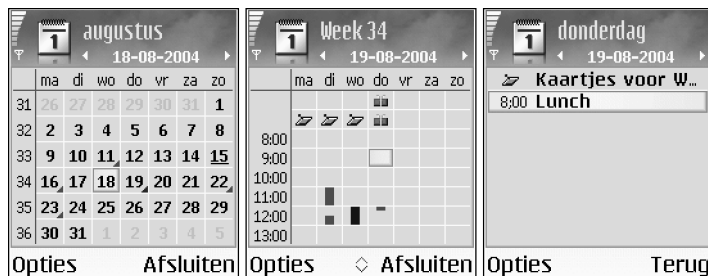 augustus
18-08-2004
ma di wo do vr za zo
31 26 27 28 29 30 31 1
32 2 3 4 5 6 7 8
33 9 10 11 12 13 14 15
34 16 17 18 19 20 21 22
35 23 24 25 26 27 28 29
36 30 31 1 2 3 4 5
Opties Afsluiten
1
Week 34
19-08-2004
ma di wo do vr za zo
8:00
9:00
10:00
11:00
12:00
13:00
Opties Afsluiten
1
donderdag
19-08-2004
Kaartjes voor W...
8:00 Lunch
Opties Terug
1